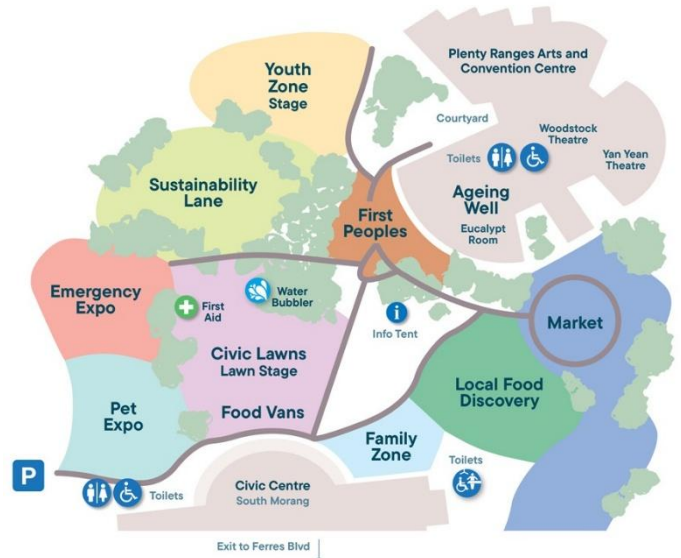 Youth
Zone
Stage
Plenty Ranges Arts and
Convention Centre
Courtyard
Woodstock
Theatre
Toilets
Yan Yean
Theatre
Sustainability
Lane
First
Peoples
Ageing
Well
Eucalypt
Room
Emergency
Expo
First
Aid
Water
Bubbler
i
Info Tent
Market
Civic Lawns
Lawn Stage
Local Food
Discovery
Pet
Expo
Food Vans
Family
Zone
Toilets
P
Toilets
Civic Centre
South Morang
Exit to Ferres Blvd